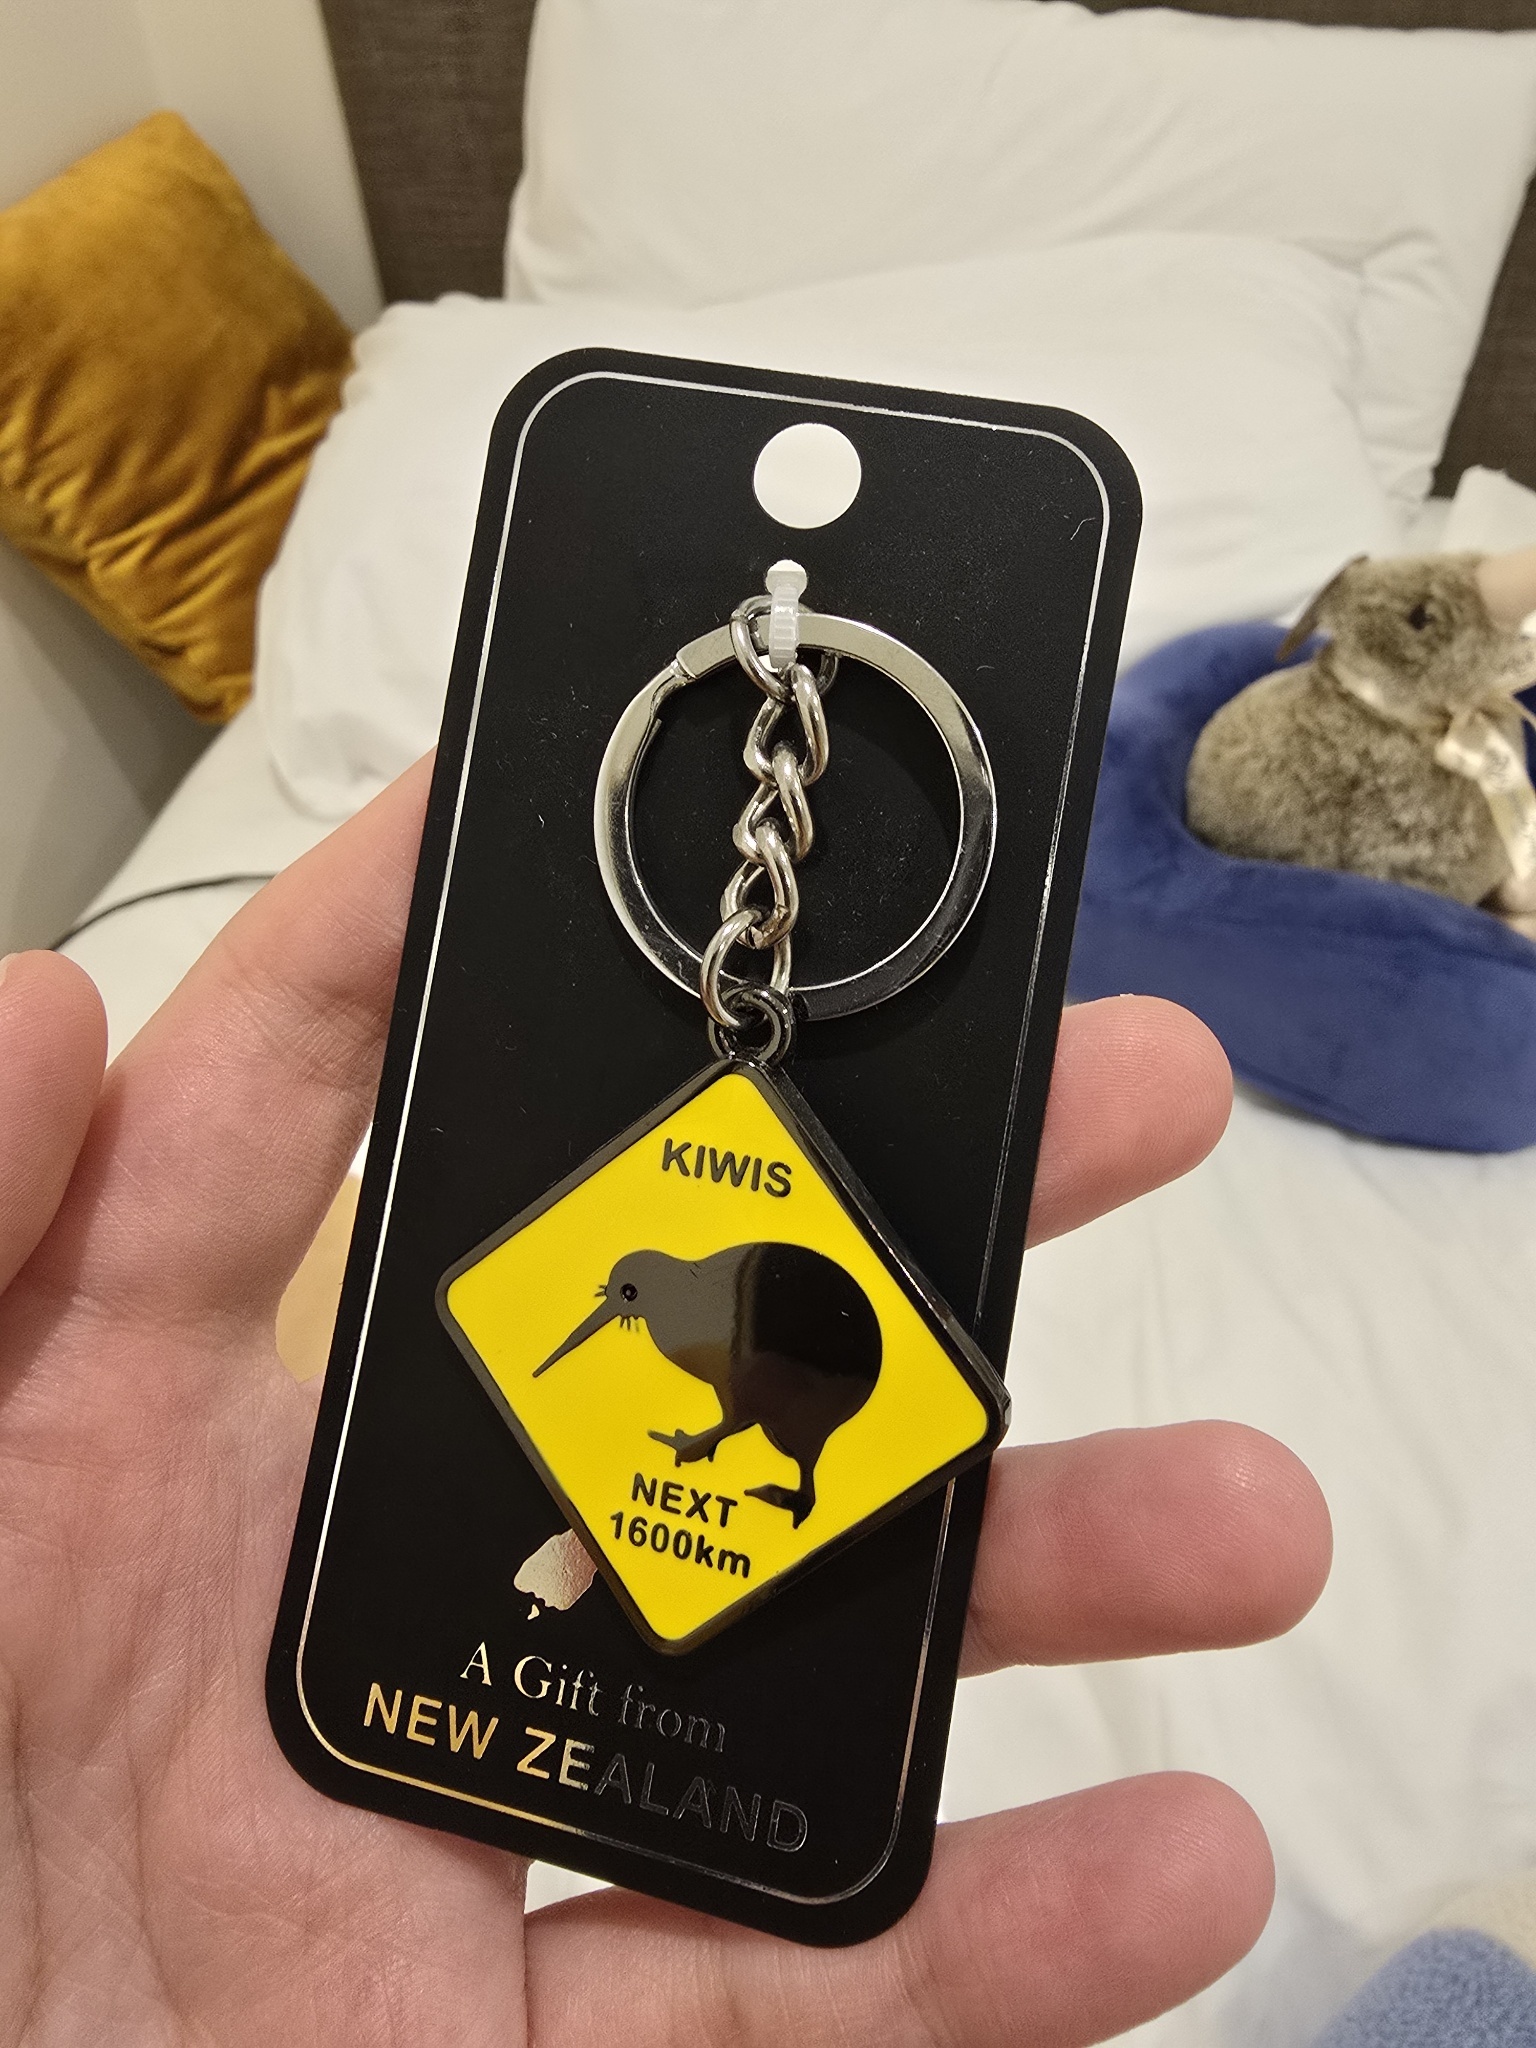 KIWIS
NEXT
1600km
A Gift from
NEW ZEALAND